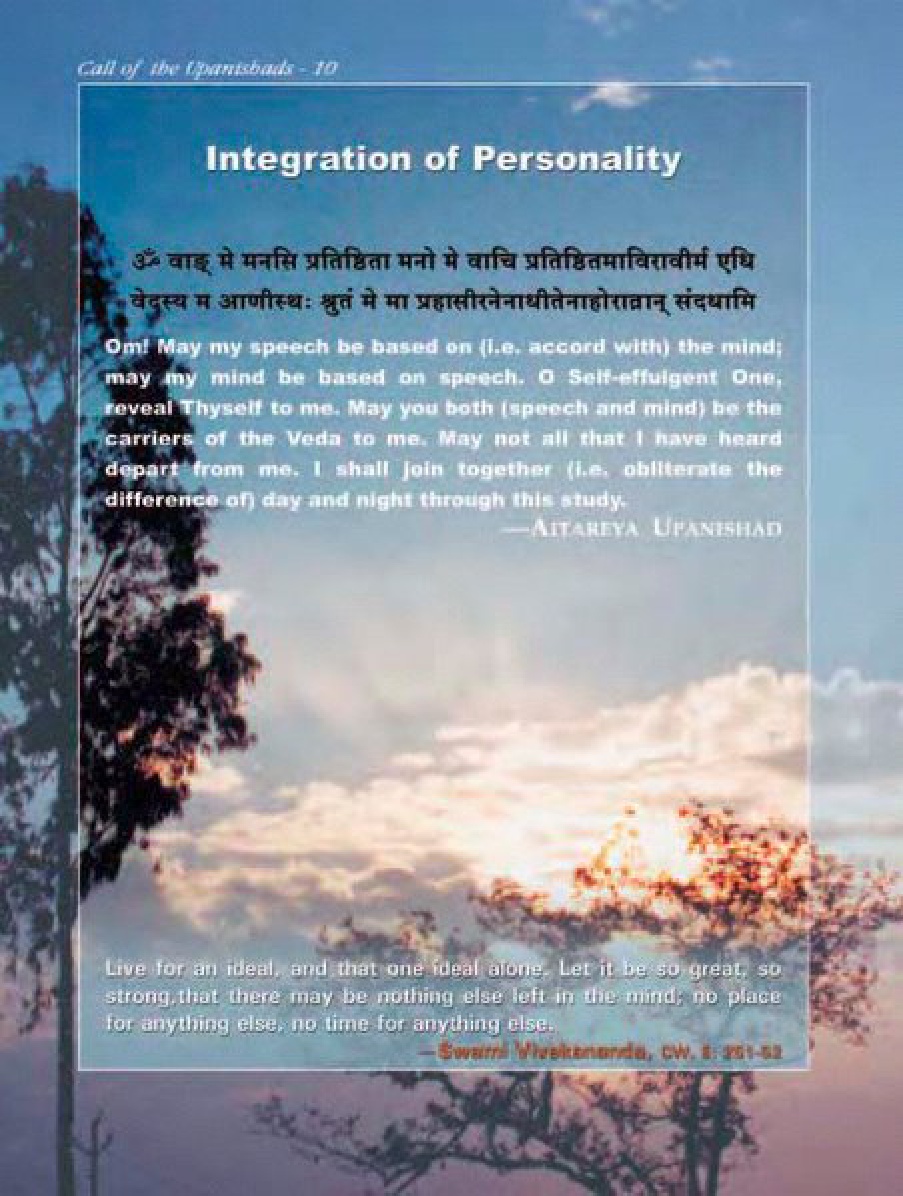 Call of the Upanishads - 10
Integration of Personality
ॐ वाङ् मे मनसि प्रतिष्ठिता मनो मे वाचि प्रतिष्ठितमाविरावीर्म एधि
वेदस्य म आणीस्थः श्रुतं मे मा प्रहासीरनेनाधीतेनाहोरात्रान् संदधामि
Om! May my speech be based on (i.e. accord with) the mind;
may my mind be based on speech. O Self-effulgent One,
reveal Thyself to me. May you both (speech and mind) be the
carriers of the Veda to me. May not all that I have heard
depart from me. I shall join together (i.e. obliterate the
difference of) day and night through this study.
—AITAREYA UPANISHAD
Live for an ideal, and that one ideal alone. Let it be so great, so
strong,that there may be nothing else left in the mind; no place
for anything else, no time for anything else.
—Swami Vivekananda, CW. 5: 251-52